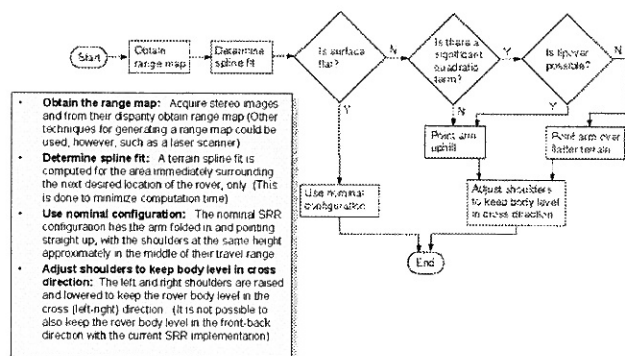 Start
Obtain
range map
Determine
spline fit
Is surface
flat?
N
Is there a
significant
quadratic
term?
Y
Is tipover
possible?
N
Y
N
Y
Point arm
uphill
Point arm over
flatter terrain
Use nominal
configuration
Adjust shoulders
to keep body level
in cross direction
End
• Obtain the range map: Acquire stereo images
and from their disparity obtain range map (Other
techniques for generating a range map could be
used, however, such as a laser scanner)
• Determine spline fit: A terrain spline fit is
computed for the area immediately surrounding
the next desired location of the rover, only (This
is done to minimize computation time)
• Use nominal configuration: The nominal SRR
configuration has the arm folded in and pointing
straight up, with the shoulders at the same height
approximately in the middle of their travel range
• Adjust shoulders to keep body level in cross
direction: The left and right shoulders are raised
and lowered to keep the rover body level in the
cross (left-right) direction (It is not possible to
also keep the rover body level in the front-back
direction with the current SRR implementation)